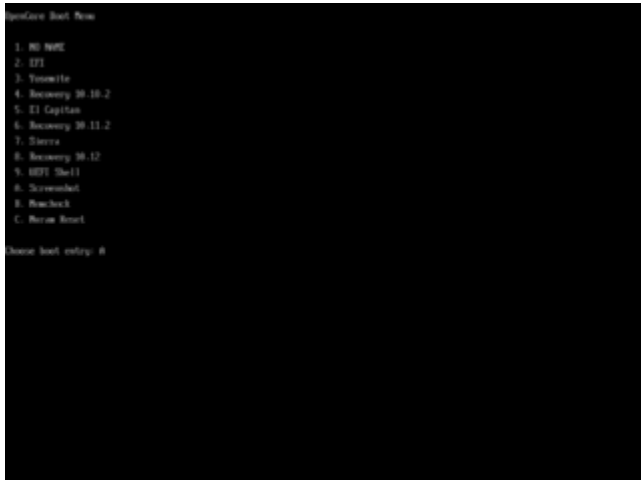 OpenCore Boot Menu
1. NO NAME
2. EFI
3. Yosemite
4. Recovery 10.10.2
5. El Capitan
6. Recovery 10.11.2
7. Sierra
8. Recovery 10.12
9. UEFI Shell
A. Screenshot
B. Memcheck
C. Nvram Reset
Choose boot entry: A